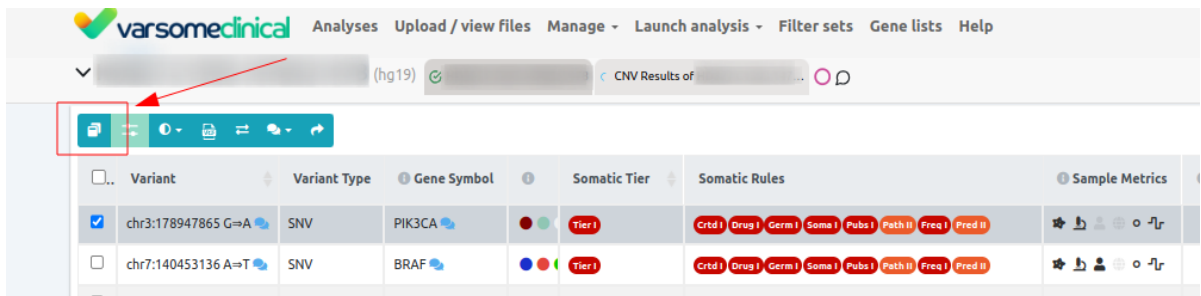 varsomeclinical Analyses Upload / view files Manage Launch analysis Filter sets Gene lists Help
(hg19) CNV Results of ...
.. Variant Variant Type Gene Symbol Somatic Tier Somatic Rules Sample Metrics
chr3:178947865 G⇒A SNV PIK3CA Tier I Crtd I Drug I Germ I Soma I Pubs I Path II Freq I Pred II
chr7:140453136 A⇒T SNV BRAF Tier I Crtd I Drug I Germ I Soma I Pubs I Path II Freq I Pred II